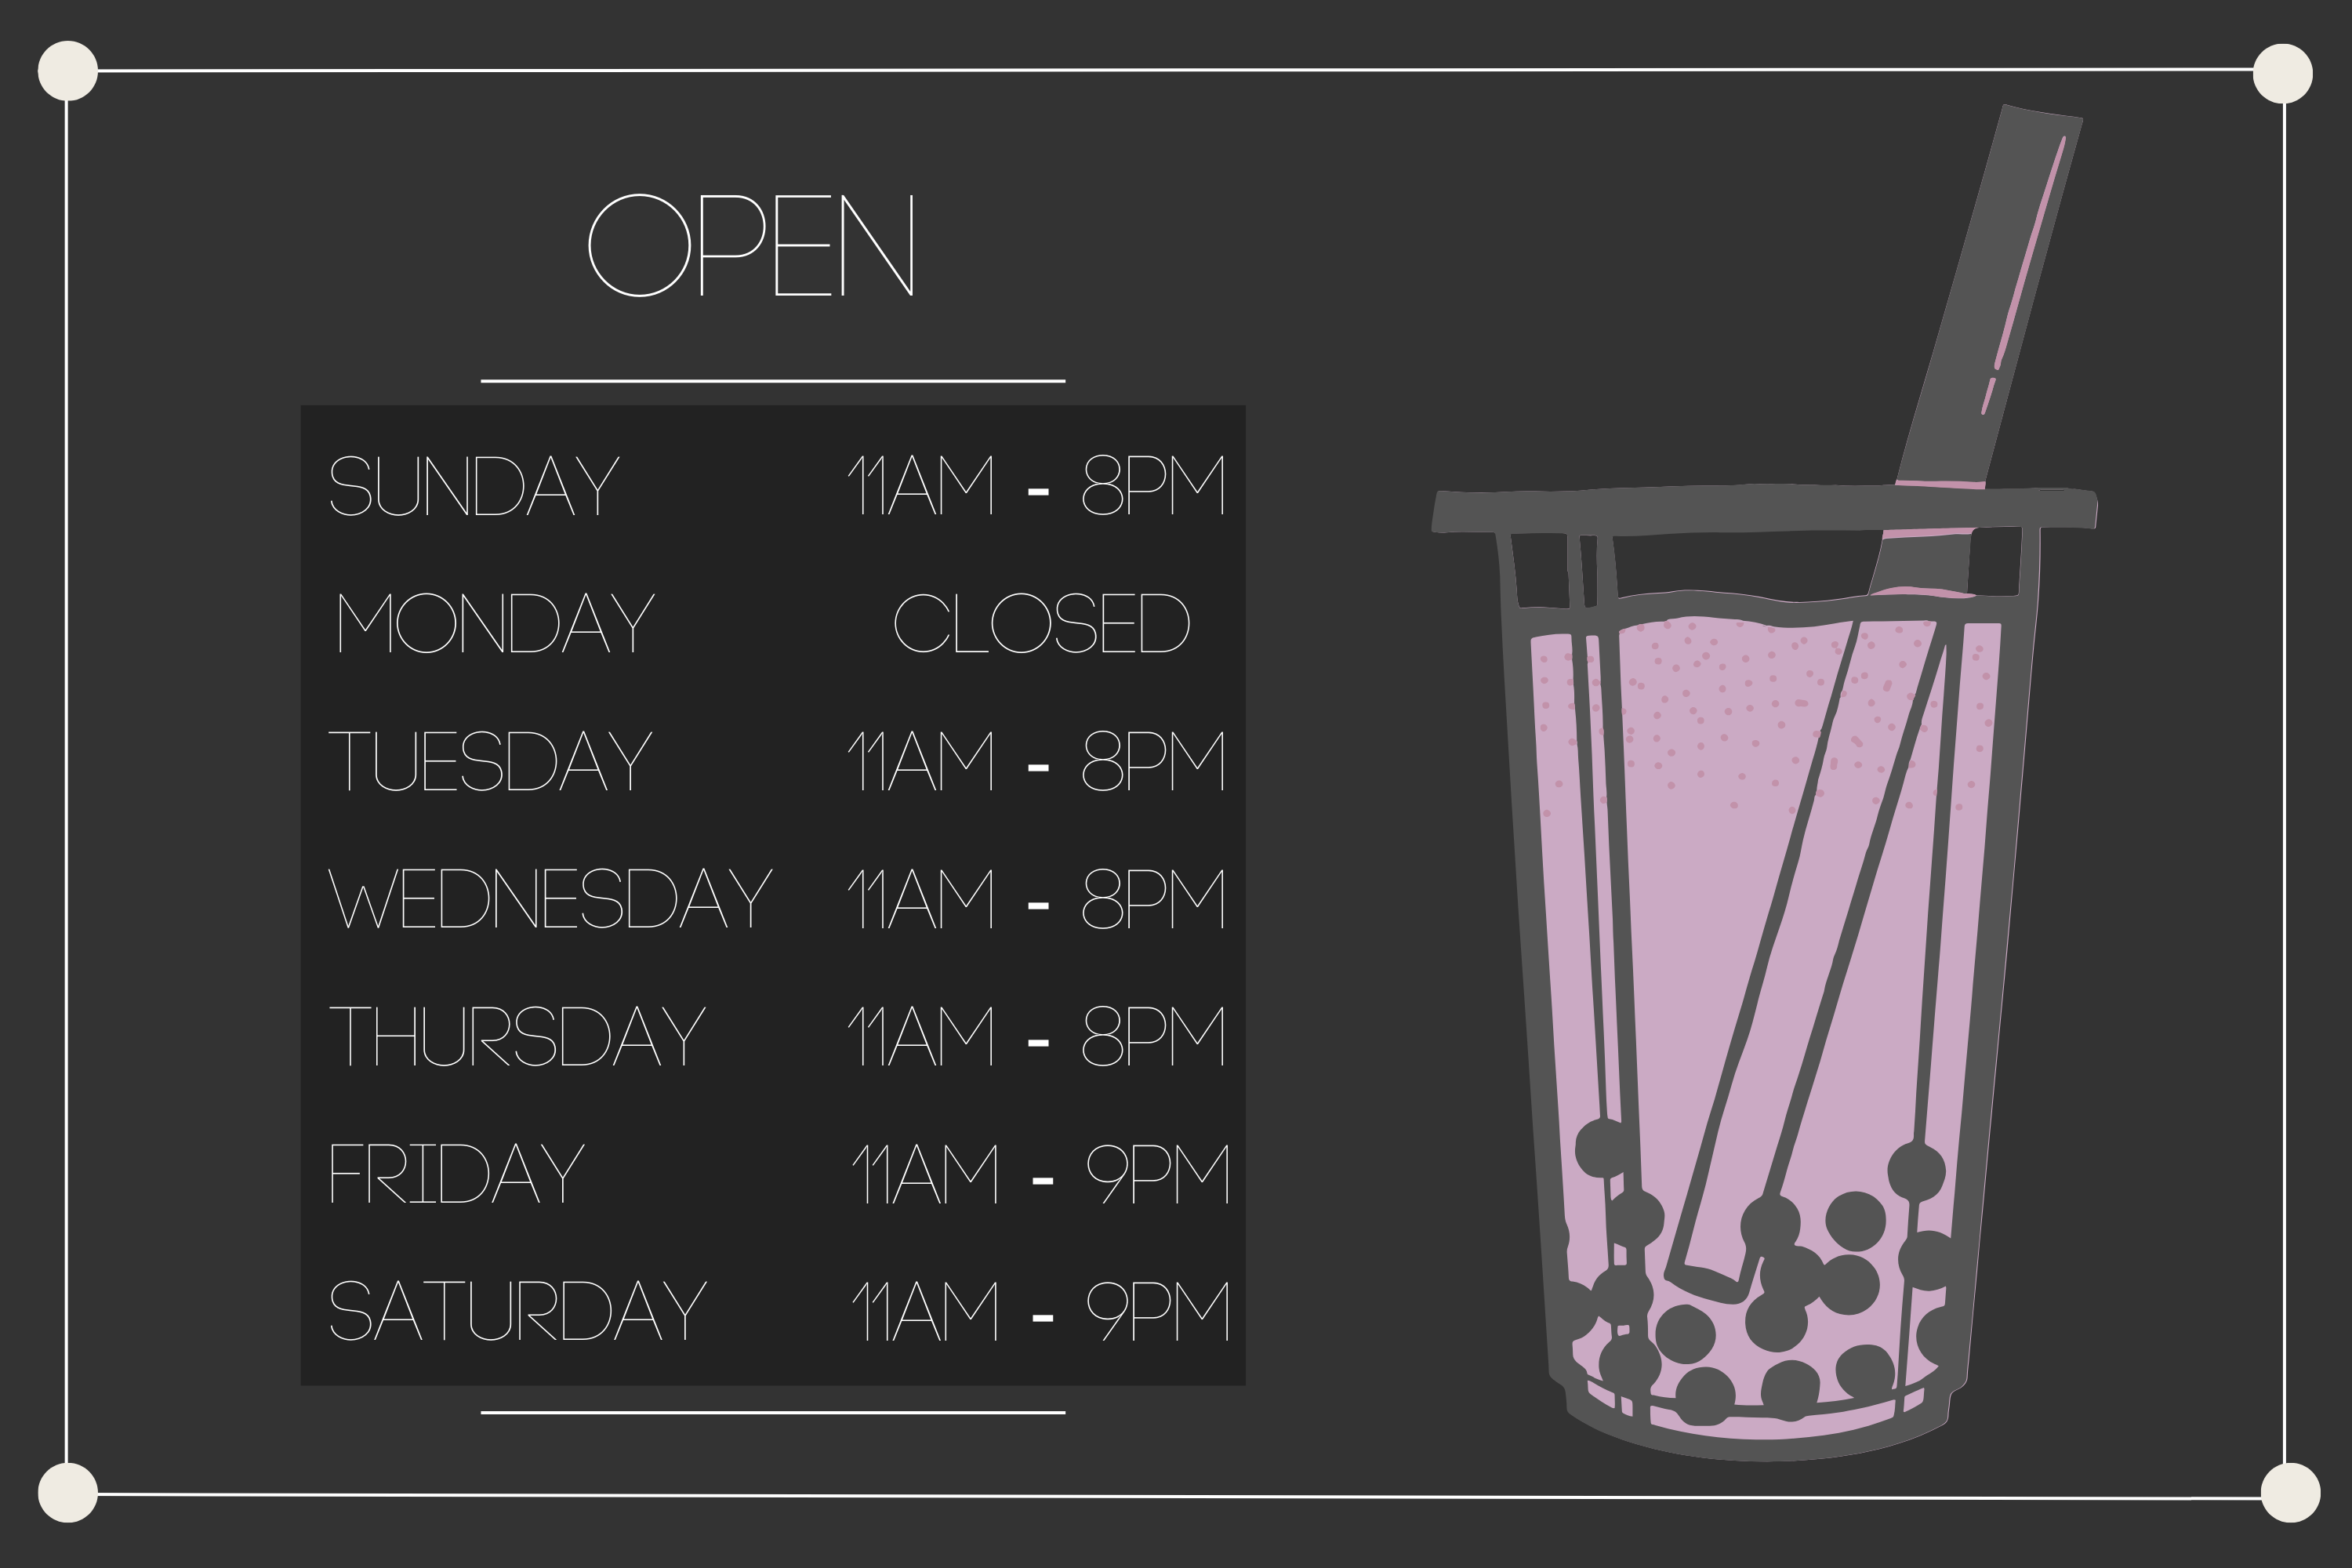 OPEN
SUNDAY 11AM - 8PM
MONDAY CLOSED
TUESDAY 11AM - 8PM
WEDNESDAY 11AM - 8PM
THURSDAY 11AM - 8PM
FRIDAY 11AM - 9PM
SATURDAY 11AM - 9PM